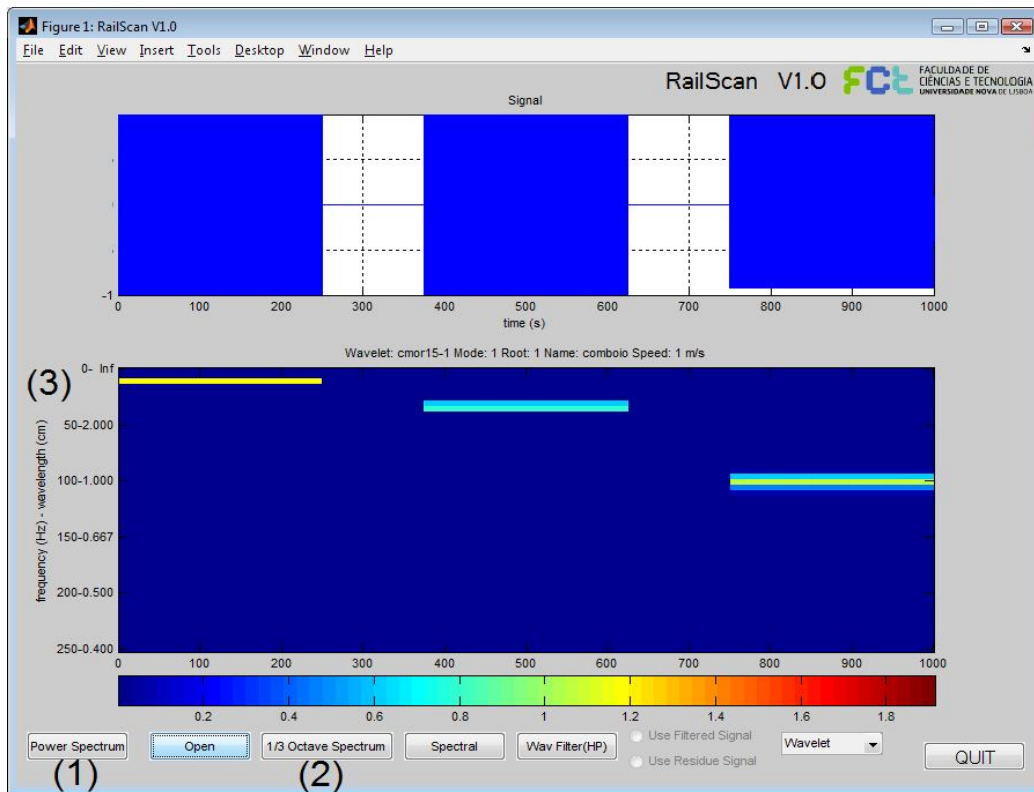 Figure 1: RailScan V1.0
File Edit View Insert Tools Desktop Window Help
RailScan V1.0
FCt
FACULDADE DE
CIÊNCIAS E TECNOLOGIA
UNIVERSIDADE NOVA DE LISBOA
Signal
-1
0 100 200 300 400 500 600 700 800 900 1000
time (s)
Wavelet: cmor15-1 Mode: 1 Root: 1 Name: comboio Speed: 1 m/s
(3)
frequency (Hz) - wavelength (cm)
0- Inf
50-2.000
100-1.000
150-0.667
200-0.500
250-0.400
0 100 200 300 400 500 600 700 800 900 1000
0.2 0.4 0.6 0.8 1 1.2 1.4 1.6 1.8
Power Spectrum Open 1/3 Octave Spectrum Spectral Wav Filter(HP)
Use Filtered Signal
Use Residue Signal
Wavelet
QUIT
(1) (2)